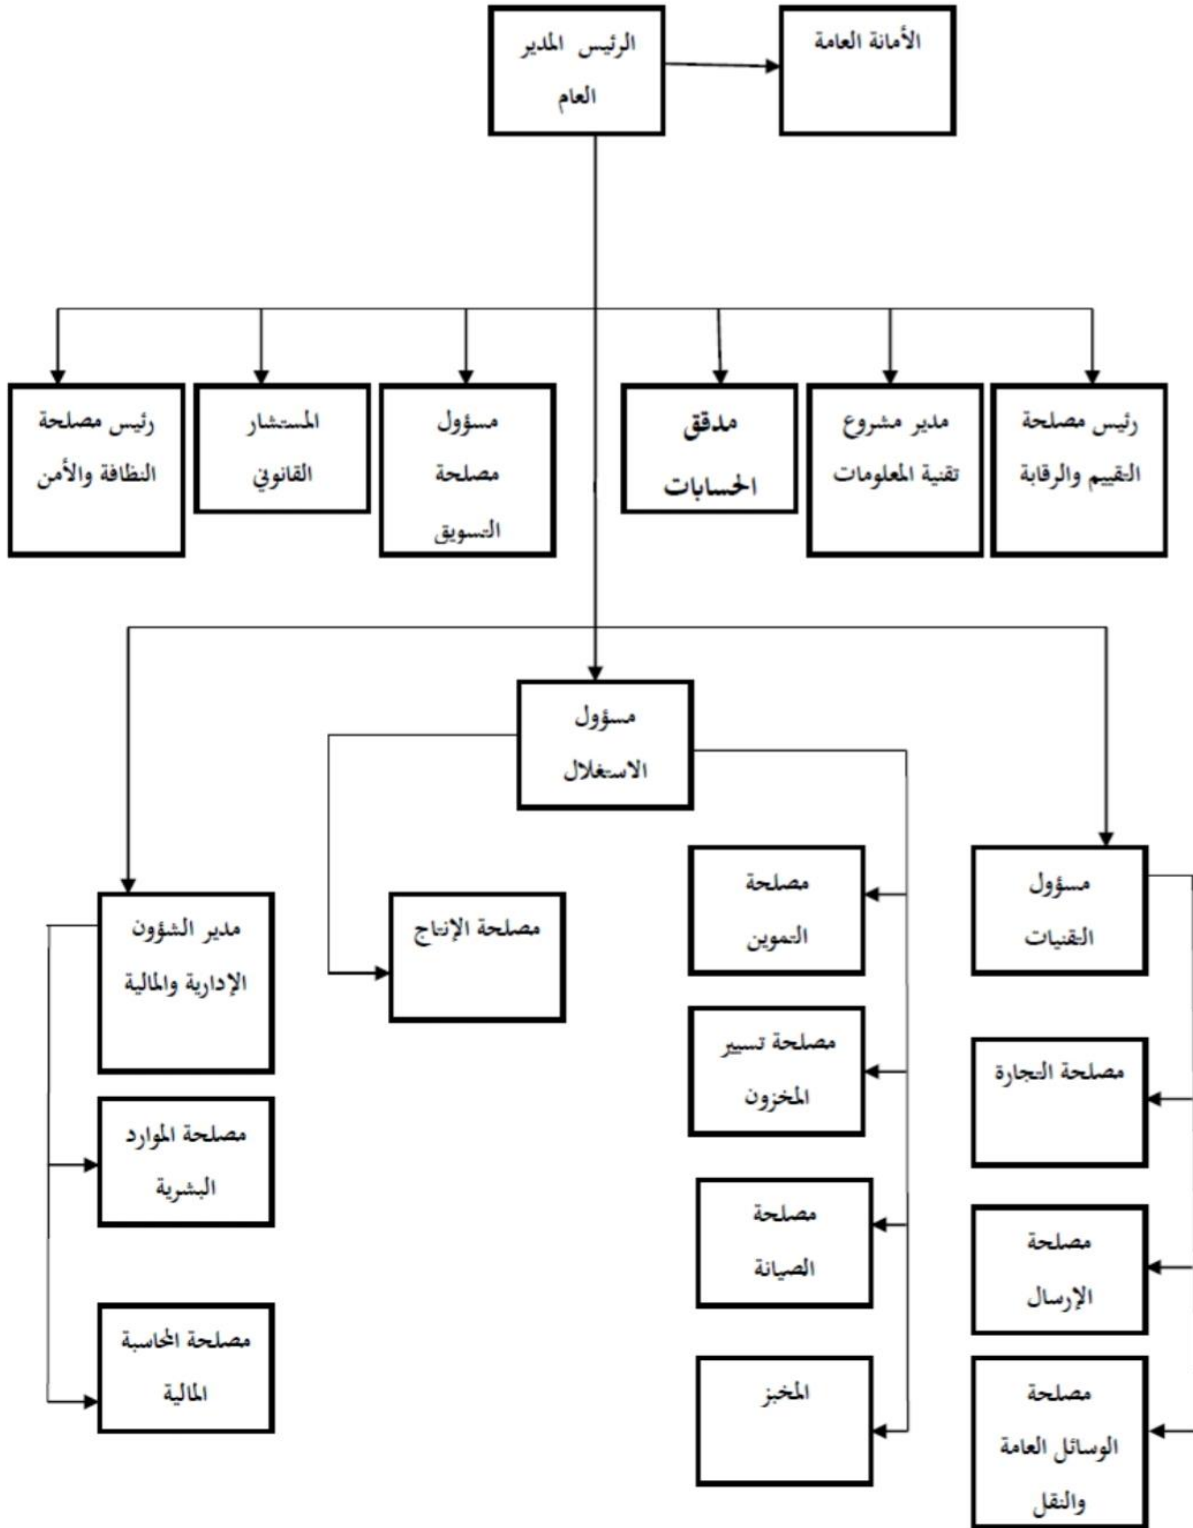 الرئيس المدير
العام
الأمانة العامة
رئيس مصلحة
التقييم والرقابة
مدير مشروع
تقنية المعلومات
مدقق
الحسابات
مسؤول
مصلحة
التسويق
المستشار
القانوني
رئيس مصلحة
النظافة والأمن
مسؤول
الاستغلال
مسؤول
التقنيات
مصلحة
التموين
مصلحة الإنتاج
مدير الشؤون
الإدارية والمالية
مصلحة التجارة
مصلحة تسيير
المخزون
مصلحة الموارد
البشرية
مصلحة
الإرسال
مصلحة
الصيانة
مصلحة المحاسبة
المالية
مصلحة
الوسائل العامة
والنقل
المخبز